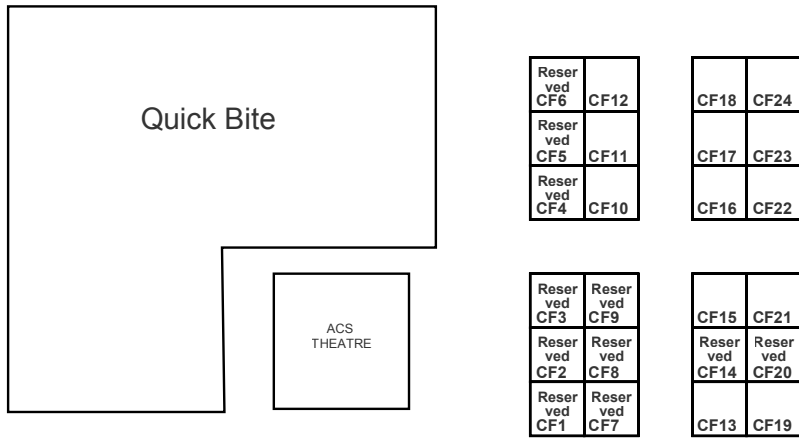 Quick Bite
ACS
THEATRE
Reser
ved
CF6 CF12
Reser
ved
CF5 CF11
Reser
ved
CF4 CF10
CF18 CF24
CF17 CF23
CF16 CF22
Reser Reser
ved ved
CF3 CF9
Reser Reser
ved ved
CF2 CF8
Reser Reser
ved ved
CF1 CF7
CF15 CF21
Reser Reser
ved ved
CF14 CF20
CF13 CF19